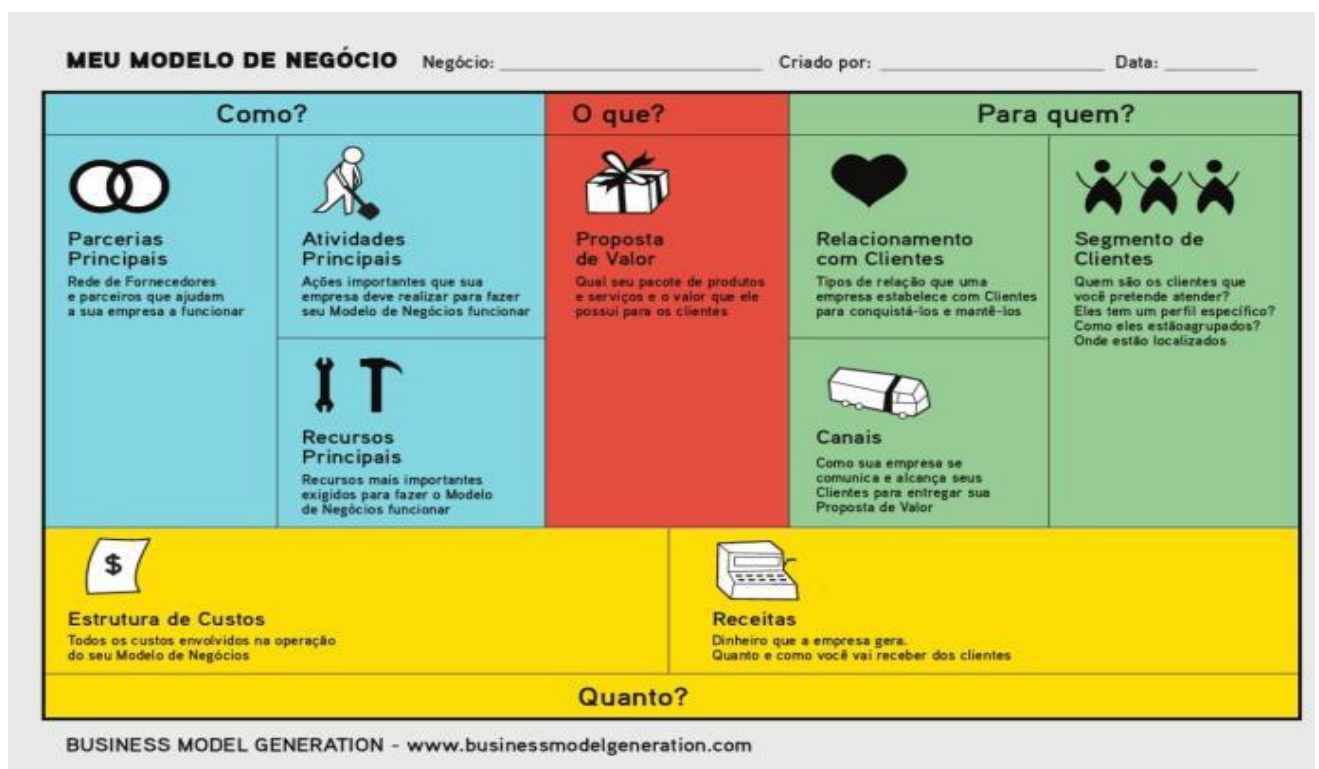 MEU MODELO DE NEGÓCIO Negócio: ____________ Criado por: ____________ Data: ________
Como?
O que?
Para quem?
Parcerias
Principais
Rede de Fornecedores
e parceiros que ajudam
a sua empresa a funcionar
Atividades
Principais
Ações importantes que sua
empresa deve realizar para fazer
seu Modelo de Negócios funcionar
Recursos
Principais
Recursos mais importantes
exigidos para fazer o Modelo
de Negócios funcionar
Proposta
de Valor
Qual seu pacote de produtos
e serviços e o valor que ele
possui para os clientes
Relacionamento
com Clientes
Tipos de relação que uma
empresa estabelece com Clientes
para conquistá-los e mantê-los
Canais
Como sua empresa se
comunica e alcança seus
Clientes para entregar sua
Proposta de Valor
Segmento de
Clientes
Quem são os clientes que
você pretende atender?
Eles tem um perfil específico?
Como eles estãoagrupados?
Onde estão localizados
$
Estrutura de Custos
Todos os custos envolvidos na operação
do seu Modelo de Negócios
Receitas
Dinheiro que a empresa gera.
Quanto e como você vai receber dos clientes
Quanto?
BUSINESS MODEL GENERATION - www.businessmodelgeneration.com